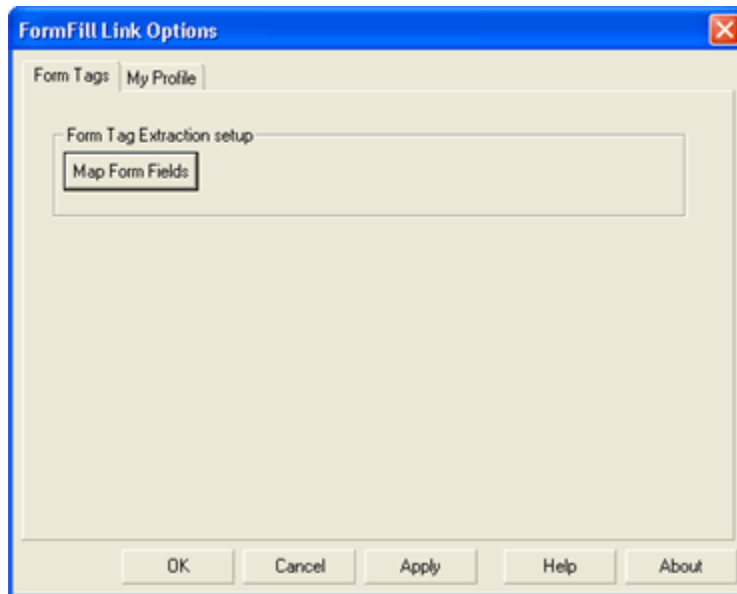 FormFill Link Options
Form Tags My Profile
Form Tag Extraction setup
Map Form Fields
OK Cancel Apply Help About